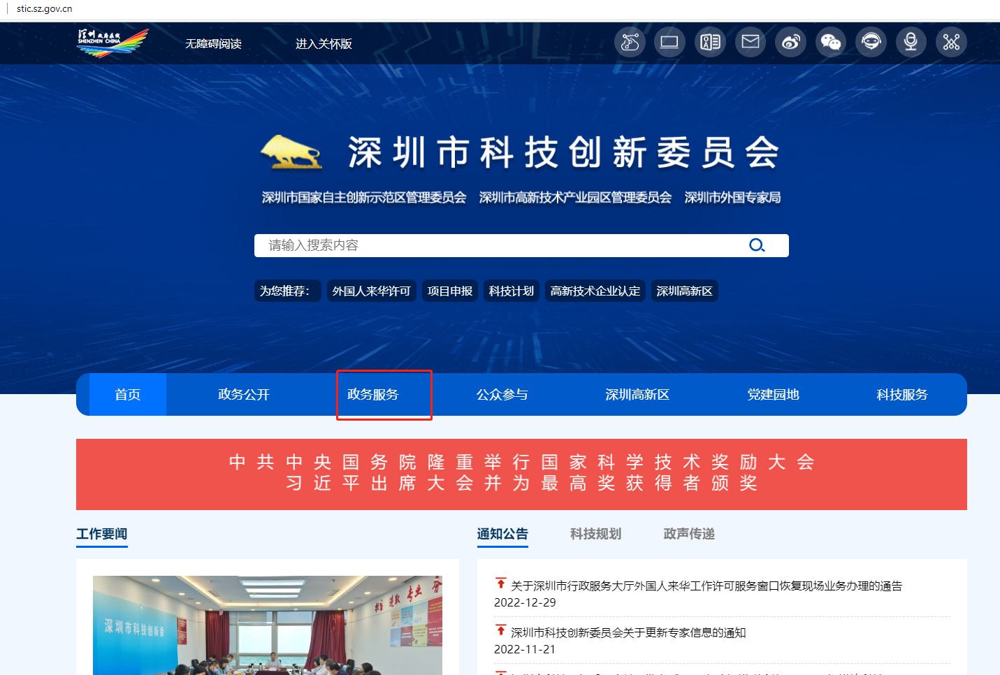 stic.sz.gov.cn
深圳政府在线
SHENZHEN CHINA
无障碍阅读
进入关怀版
深圳市科技创新委员会
深圳市国家自主创新示范区管理委员会 深圳市高新技术产业园区管理委员会 深圳市外国专家局
请输入搜索内容
为您推荐： 外国人来华许可 项目申报 科技计划 高新技术企业认定 深圳高新区
首页 政务公开 政务服务 公众参与 深圳高新区 党建园地 科技服务
中共中央国务院隆重举行国家科学技术奖励大会
习近平出席大会并为最高奖获得者颁奖
工作要闻
通知公告 科技规划 政声传递
关于深圳市行政服务大厅外国人来华工作许可服务窗口恢复现场业务办理的通告
2022-12-29
深圳市科技创新委员会关于更新专家信息的通知
2022-11-21
深圳市科技创新委
专业